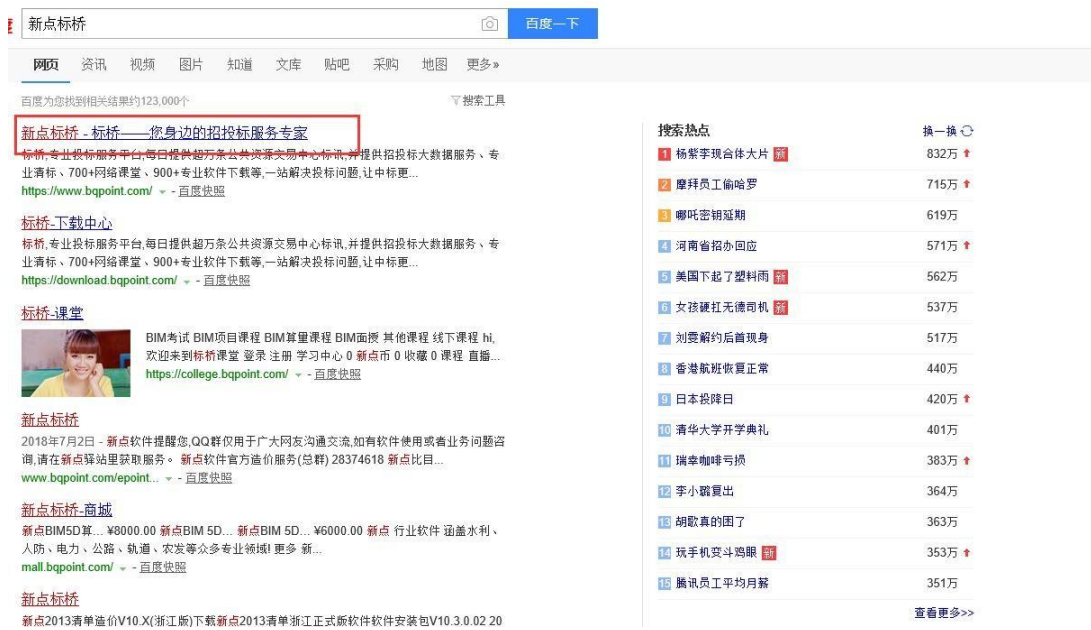 新点标桥
百度一下
网页 资讯 视频 图片 知道 文库 贴吧 采购 地图 更多»
百度为您找到相关结果约123,000个
搜索工具
新点标桥 - 标桥——您身边的招投标服务专家
标桥,专业投标服务平台,每日提供超万条公共资源交易中心标讯,并提供招投标大数据服务、专
业清标、700+网络课堂、900+专业软件下载等,一站解决投标问题,让中标更...
https://www.bqpoint.com/ - 百度快照
标桥-下载中心
标桥,专业投标服务平台,每日提供超万条公共资源交易中心标讯,并提供招投标大数据服务、专
业清标、700+网络课堂、900+专业软件下载等,一站解决投标问题,让中标更...
https://download.bqpoint.com/ - 百度快照
标桥-课堂
BIM考试 BIM项目课程 BIM算量课程 BIM面授 其他课程 线下课程 hi,
欢迎来到标桥课堂 登录 注册 学习中心 0 新点币 0 收藏 0 课程 直播...
https://college.bqpoint.com/ - 百度快照
新点标桥
2018年7月2日 - 新点软件提醒您,QQ群仅用于广大网友沟通交流,如有软件使用或者业务问题咨
询,请在新点驿站里获取服务。 新点软件官方造价服务(总群) 28374618 新点比目...
www.bqpoint.com/epoint... - 百度快照
新点标桥-商城
新点BIM5D算... ¥8000.00 新点BIM 5D... 新点BIM 5D... ¥6000.00 新点 行业软件 涵盖水利、
人防、电力、公路、轨道、农发等众多专业领域! 更多 新...
mall.bqpoint.com/ - 百度快照
新点标桥
新点2013清单造价V10.X(浙江版)下载新点2013清单浙江正式版软件软件安装包V10.3.0.02 20
搜索热点 换一换
1 杨紫李现合体大片 新 832万
2 摩拜员工偷哈罗 715万
3 哪吒密钥延期 619万
4 河南省招办回应 571万
5 美国下起了塑料雨 新 562万
6 女孩硬扛无德司机 新 537万
7 刘雯解约后首现身 517万
8 香港航班恢复正常 440万
9 日本投降日 420万
10 清华大学开学典礼 401万
11 瑞幸咖啡亏损 383万
12 李小璐复出 364万
13 胡歌真的困了 363万
14 玩手机变斗鸡眼 新 353万
15 腾讯员工平均月薪 351万
查看更多>>